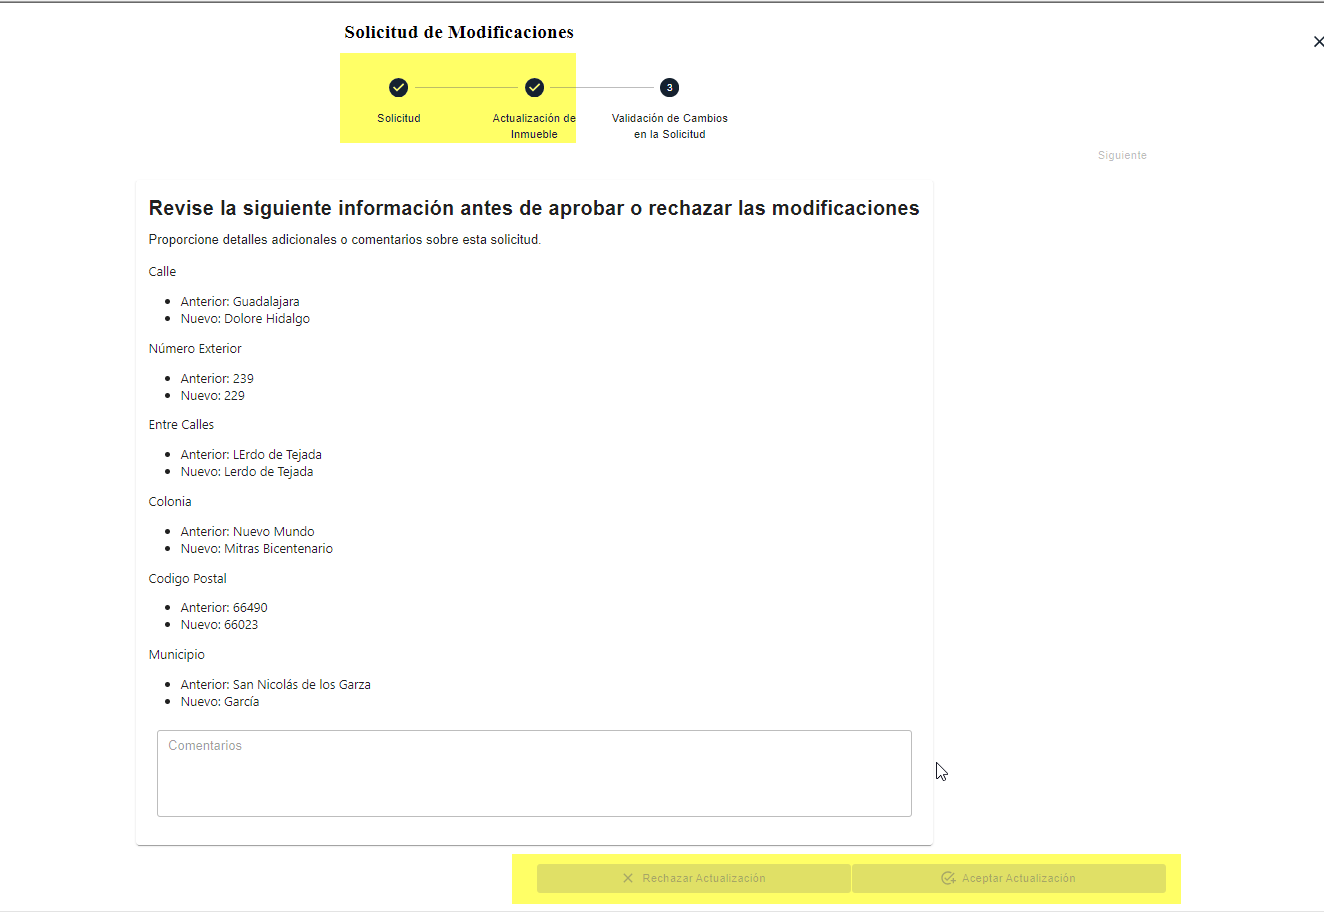 Solicitud de Modificaciones
3
Solicitud
Actualización de
Inmueble
Validación de Cambios
en la Solicitud
Siguiente
Revise la siguiente información antes de aprobar o rechazar las modificaciones
Proporcione detalles adicionales o comentarios sobre esta solicitud.
Calle
Anterior: Guadalajara
Nuevo: Dolore Hidalgo
Número Exterior
Anterior: 239
Nuevo: 229
Entre Calles
Anterior: LErdo de Tejada
Nuevo: Lerdo de Tejada
Colonia
Anterior: Nuevo Mundo
Nuevo: Mitras Bicentenario
Codigo Postal
Anterior: 66490
Nuevo: 66023
Municipio
Anterior: San Nicolás de los Garza
Nuevo: García
Comentarios
Rechazar Actualización
Aceptar Actualización